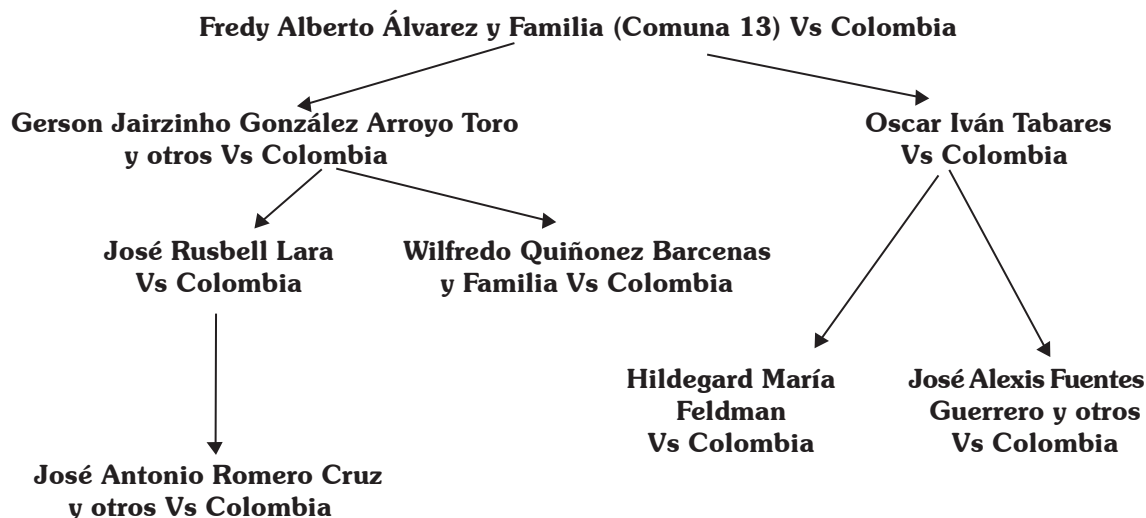 Fredy Alberto Álvarez y Familia (Comuna 13) Vs Colombia
Gerson Jairzinho González Arroyo Toro
y otros Vs Colombia
Oscar Iván Tabares
Vs Colombia
José Rusbell Lara
Vs Colombia
Wilfredo Quiñonez Barcenas
y Familia Vs Colombia
Hildegard María
Feldman
Vs Colombia
José Alexis Fuentes
Guerrero y otros
Vs Colombia
José Antonio Romero Cruz
y otros Vs Colombia